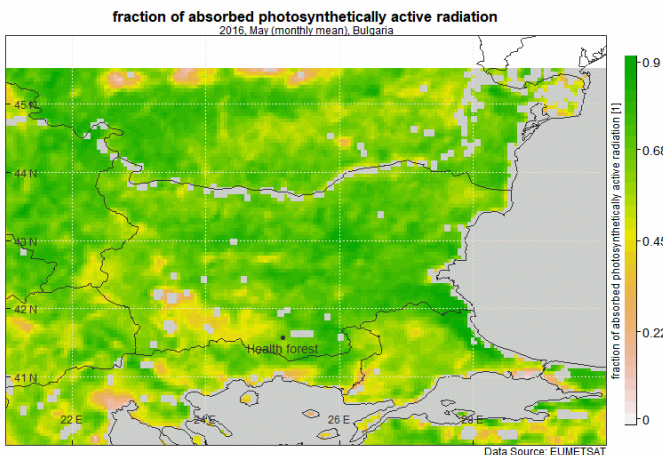 fraction of absorbed photosynthetically active radiation
2016, May (monthly mean), Bulgaria
45 N
44 N
43 N
42 N
41 N
22 E
24 E
26 E
28 E
Health forest
0.9
0.68
0.45
0.22
0
fraction of absorbed photosynthetically active radiation [1]
Data Source: EUMETSAT